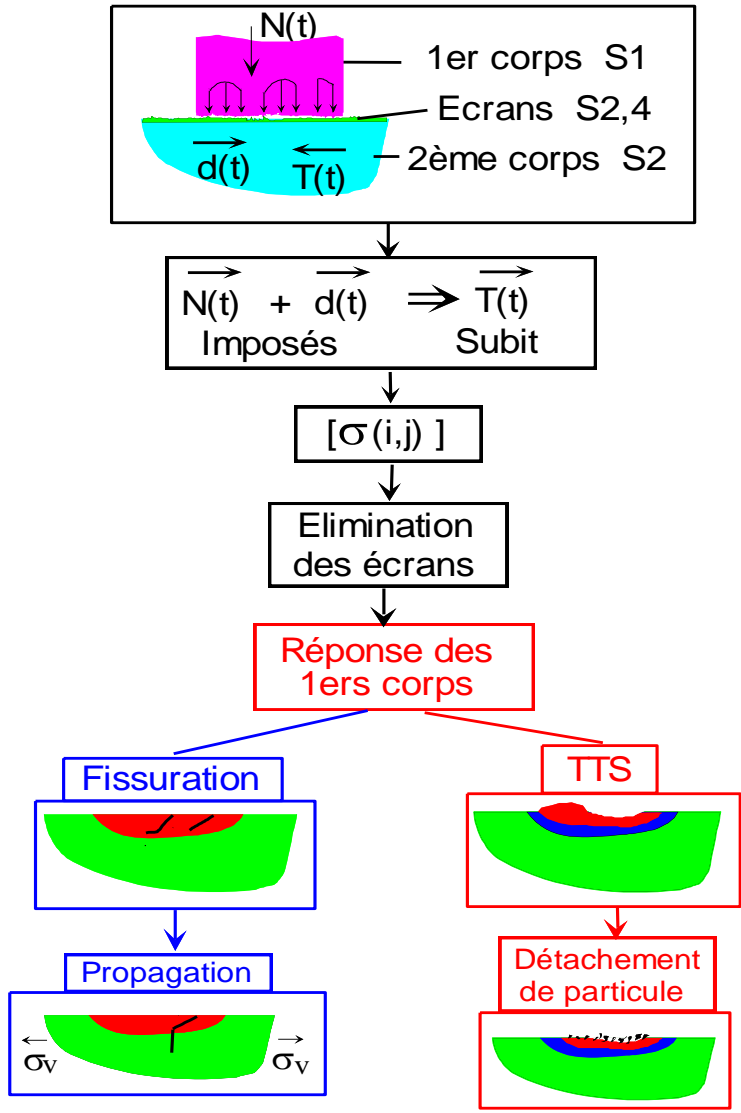 N(t)
1er corps S1
Ecrans S2,4
2ème corps S2
d(t) T(t)
N(t) + d(t) ⇒ T(t)
Imposés Subit
[σ(i,j) ]
Elimination
des écrans
Réponse des
1ers corps
Fissuration
TTS
Propagation
Détachement
de particule
σv σv